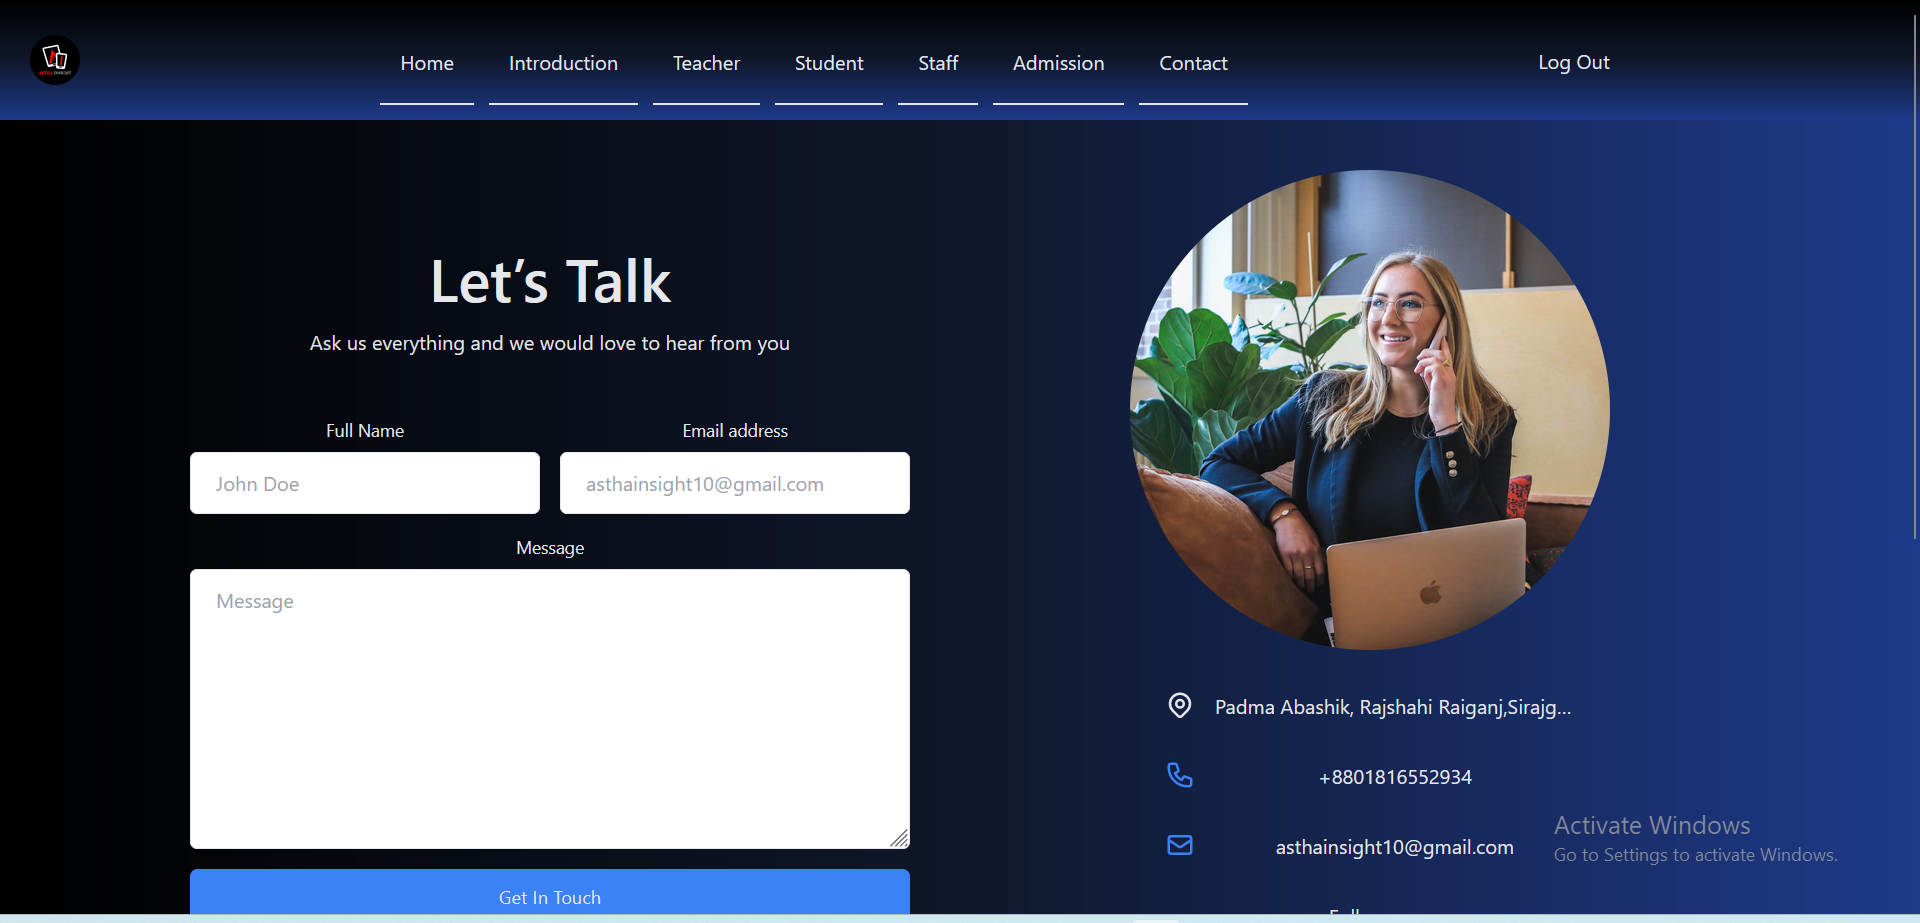 ASTHA INSIGHT
Home
Introduction
Teacher
Student
Staff
Admission
Contact
Log Out
Let’s Talk
Ask us everything and we would love to hear from you
Full Name
Email address
John Doe
asthainsight10@gmail.com
Message
Message
Get In Touch
Padma Abashik, Rajshahi Raiganj,Sirajg...
+8801816552934
asthainsight10@gmail.com
Activate Windows
Go to Settings to activate Windows.